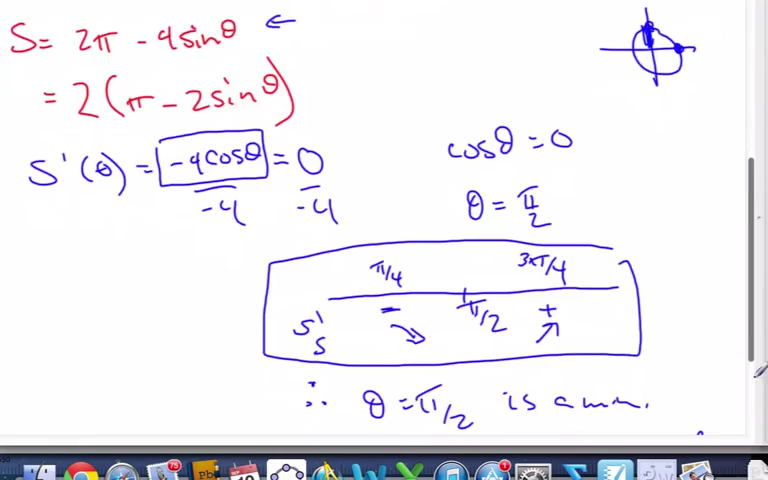 S = 2π - 4sinθ ←
= 2(π - 2sinθ)
S'(θ) = -4cosθ = 0
-4 -4
cosθ = 0
θ = π/2
π/4 3π/4
S' - π/2 +
S ↘ ↗
∴ θ = π/2 is a min.